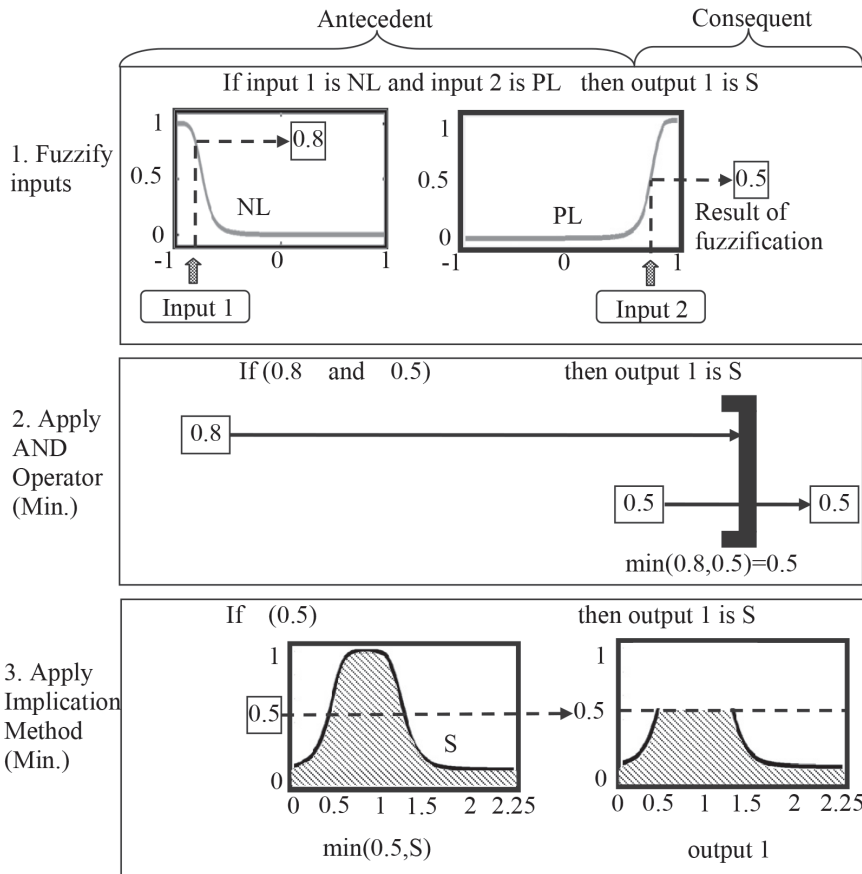 Antecedent
Consequent
If input 1 is NL and input 2 is PL then output 1 is S
1. Fuzzify
inputs
1
0.5
0
-1
0
1
0.8
NL
Input 1
1
0.5
0
-1
0
1
PL
0.5
Result of
fuzzification
Input 2
2. Apply
AND
Operator
(Min.)
If (0.8 and 0.5) then output 1 is S
0.8
0.5
0.5
min(0.8,0.5)=0.5
3. Apply
Implication
Method
(Min.)
If (0.5) then output 1 is S
1
0.5
0
S
0 0.5 1 1.5 2 2.25
min(0.5,S)
1
0.5
0
0 0.5 1 1.5 2 2.25
output 1